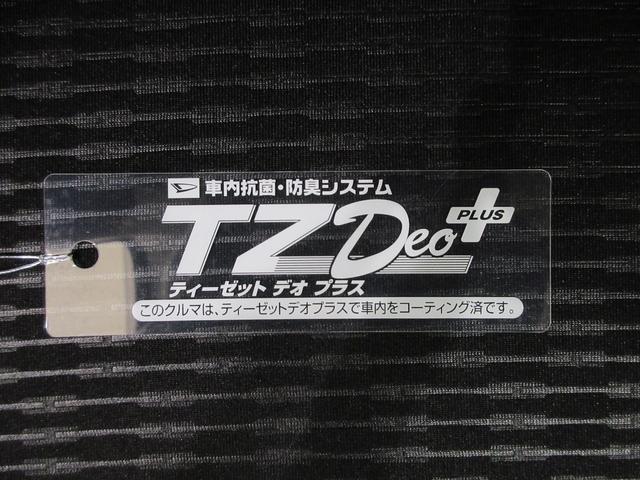 車内抗菌・防臭システム
TZ Deo PLUS
ティーゼット デオ プラス
このクルマは、ティーゼットデオプラスで車内をコーティング済です。